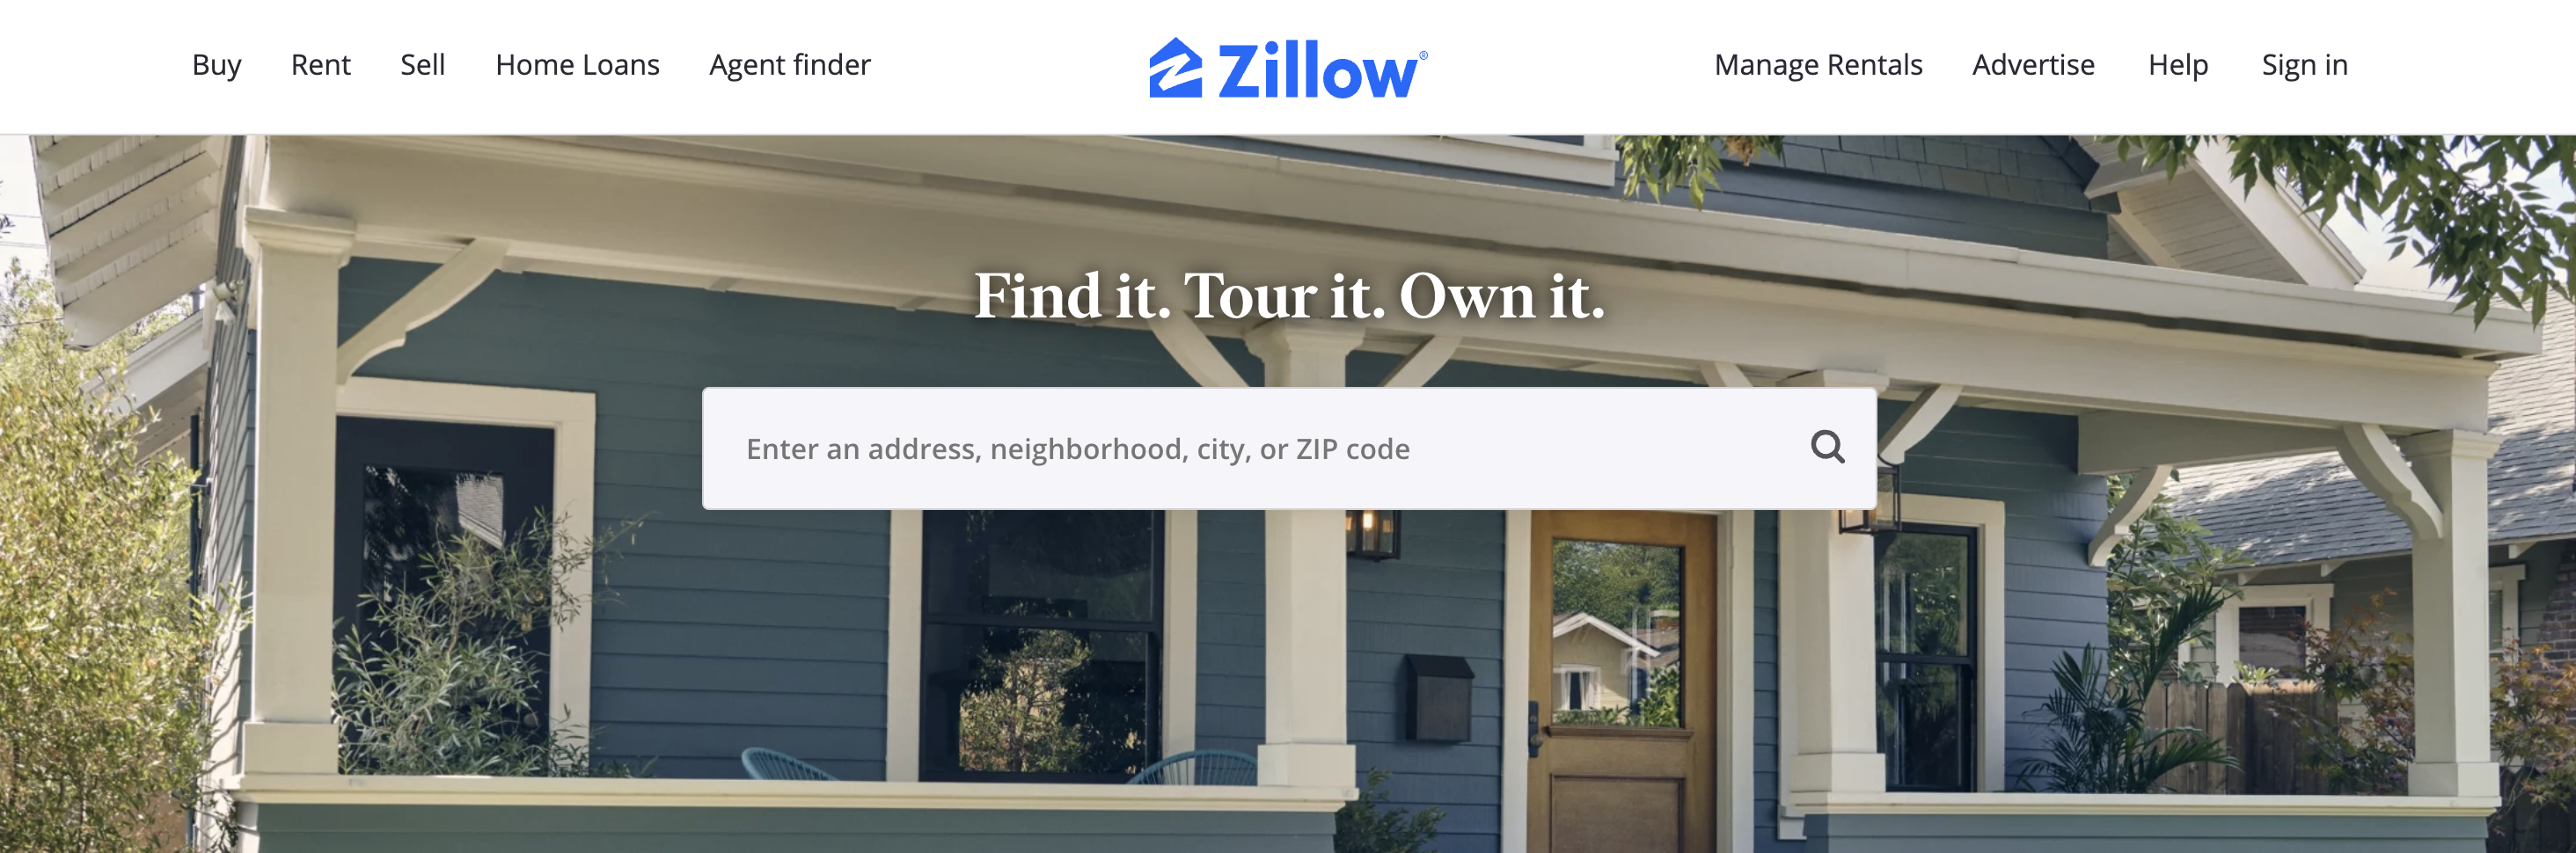 Buy Rent Sell Home Loans Agent finder Zillow® Manage Rentals Advertise Help Sign in
Find it. Tour it. Own it.
Enter an address, neighborhood, city, or ZIP code